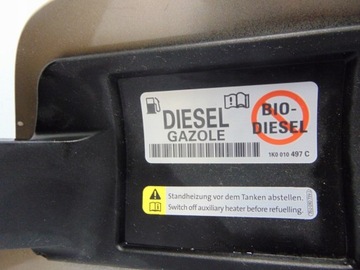 DIESEL
GAZOLE
BIO-
DIESEL
1K0 010 497 C
Standheizung vor dem Tanken abstellen.
Switch off auxiliary heater before refuelling.